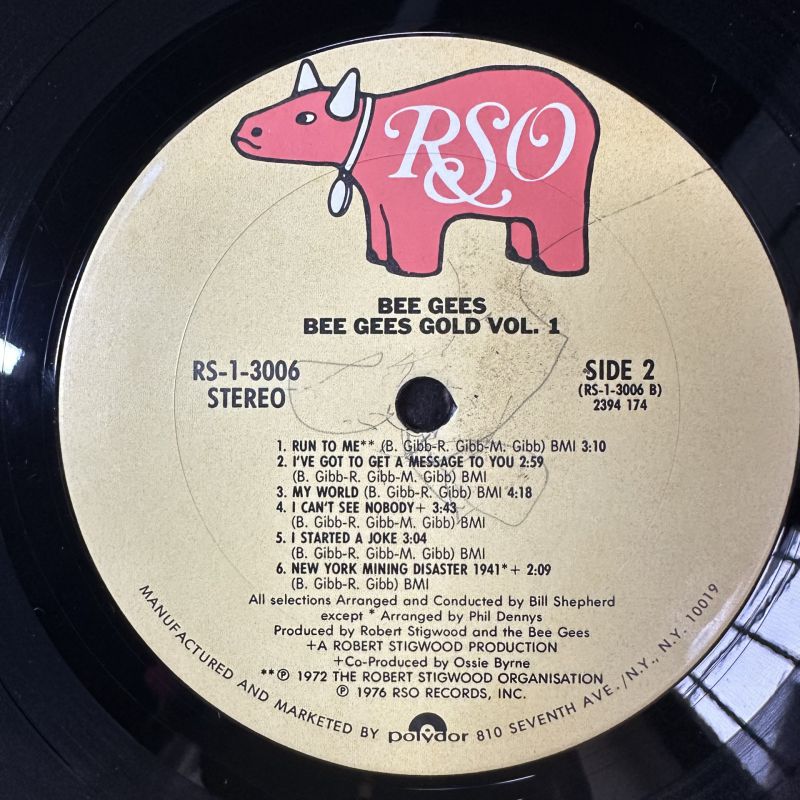 RSO
BEE GEES
BEE GEES GOLD VOL. 1
RS-1-3006
STEREO
SIDE 2
(RS-1-3006 B)
2394 174
1. RUN TO ME** (B. Gibb-R. Gibb-M. Gibb) BMI 3:10
2. I'VE GOT TO GET A MESSAGE TO YOU 2:59
(B. Gibb-R. Gibb-M. Gibb) BMI
3. MY WORLD (B. Gibb-R. Gibb) BMI 4:18
4. I CAN'T SEE NOBODY+ 3:43
(B. Gibb-R. Gibb-M. Gibb) BMI
5. I STARTED A JOKE 3:04
(B. Gibb-R. Gibb-M. Gibb) BMI
6. NEW YORK MINING DISASTER 1941*+ 2:09
(B. Gibb-R. Gibb) BMI
All selections Arranged and Conducted by Bill Shepherd
except * Arranged by Phil Dennys
Produced by Robert Stigwood and the Bee Gees
+A ROBERT STIGWOOD PRODUCTION
+Co-Produced by Ossie Byrne
**℗ 1972 THE ROBERT STIGWOOD ORGANISATION
℗ 1976 RSO RECORDS, INC.
MANUFACTURED AND MARKETED BY polydor 810 SEVENTH AVE./N.Y., N.Y. 10019